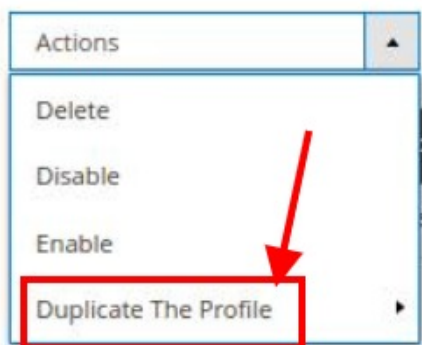 Actions
Delete
Disable
Enable
Duplicate The Profile